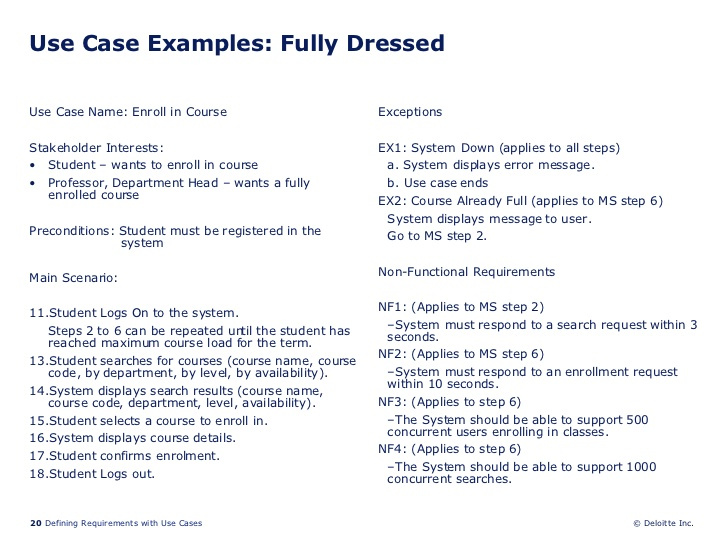 Use Case Examples: Fully Dressed
Use Case Name: Enroll in Course
Stakeholder Interests:
• Student – wants to enroll in course
• Professor, Department Head – wants a fully
enrolled course
Preconditions: Student must be registered in the
system
Main Scenario:
11.Student Logs On to the system.
Steps 2 to 6 can be repeated until the student has
reached maximum course load for the term.
13.Student searches for courses (course name, course
code, by department, by level, by availability).
14.System displays search results (course name,
course code, department, level, availability).
15.Student selects a course to enroll in.
16.System displays course details.
17.Student confirms enrolment.
18.Student Logs out.
Exceptions
EX1: System Down (applies to all steps)
a. System displays error message.
b. Use case ends
EX2: Course Already Full (applies to MS step 6)
System displays message to user.
Go to MS step 2.
Non-Functional Requirements
NF1: (Applies to MS step 2)
–System must respond to a search request within 3
seconds.
NF2: (Applies to MS step 6)
–System must respond to an enrollment request
within 10 seconds.
NF3: (Applies to step 6)
–The System should be able to support 500
concurrent users enrolling in classes.
NF4: (Applies to step 6)
–The System should be able to support 1000
concurrent searches.
20 Defining Requirements with Use Cases
© Deloitte Inc.